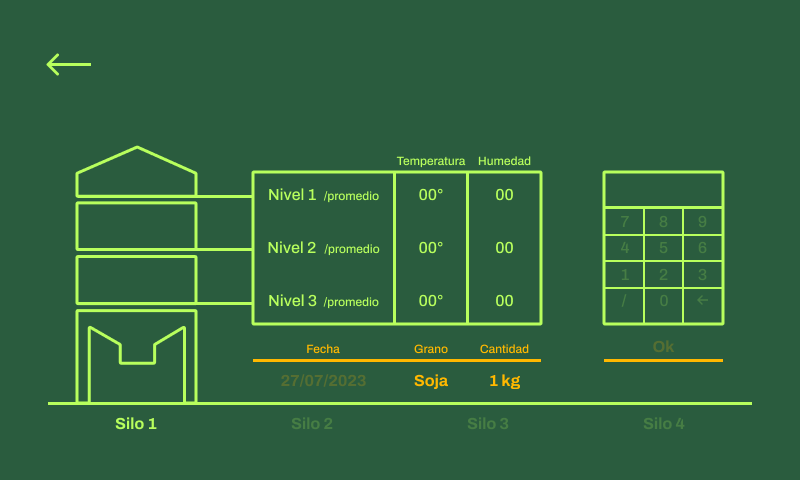 Temperatura Humedad
Nivel 1 /promedio 00° 00
Nivel 2 /promedio 00° 00
Nivel 3 /promedio 00° 00
7 8 9
4 5 6
1 2 3
/ 0 ←
Ok
Fecha Grano Cantidad
27/07/2023 Soja 1 kg
Silo 1 Silo 2 Silo 3 Silo 4